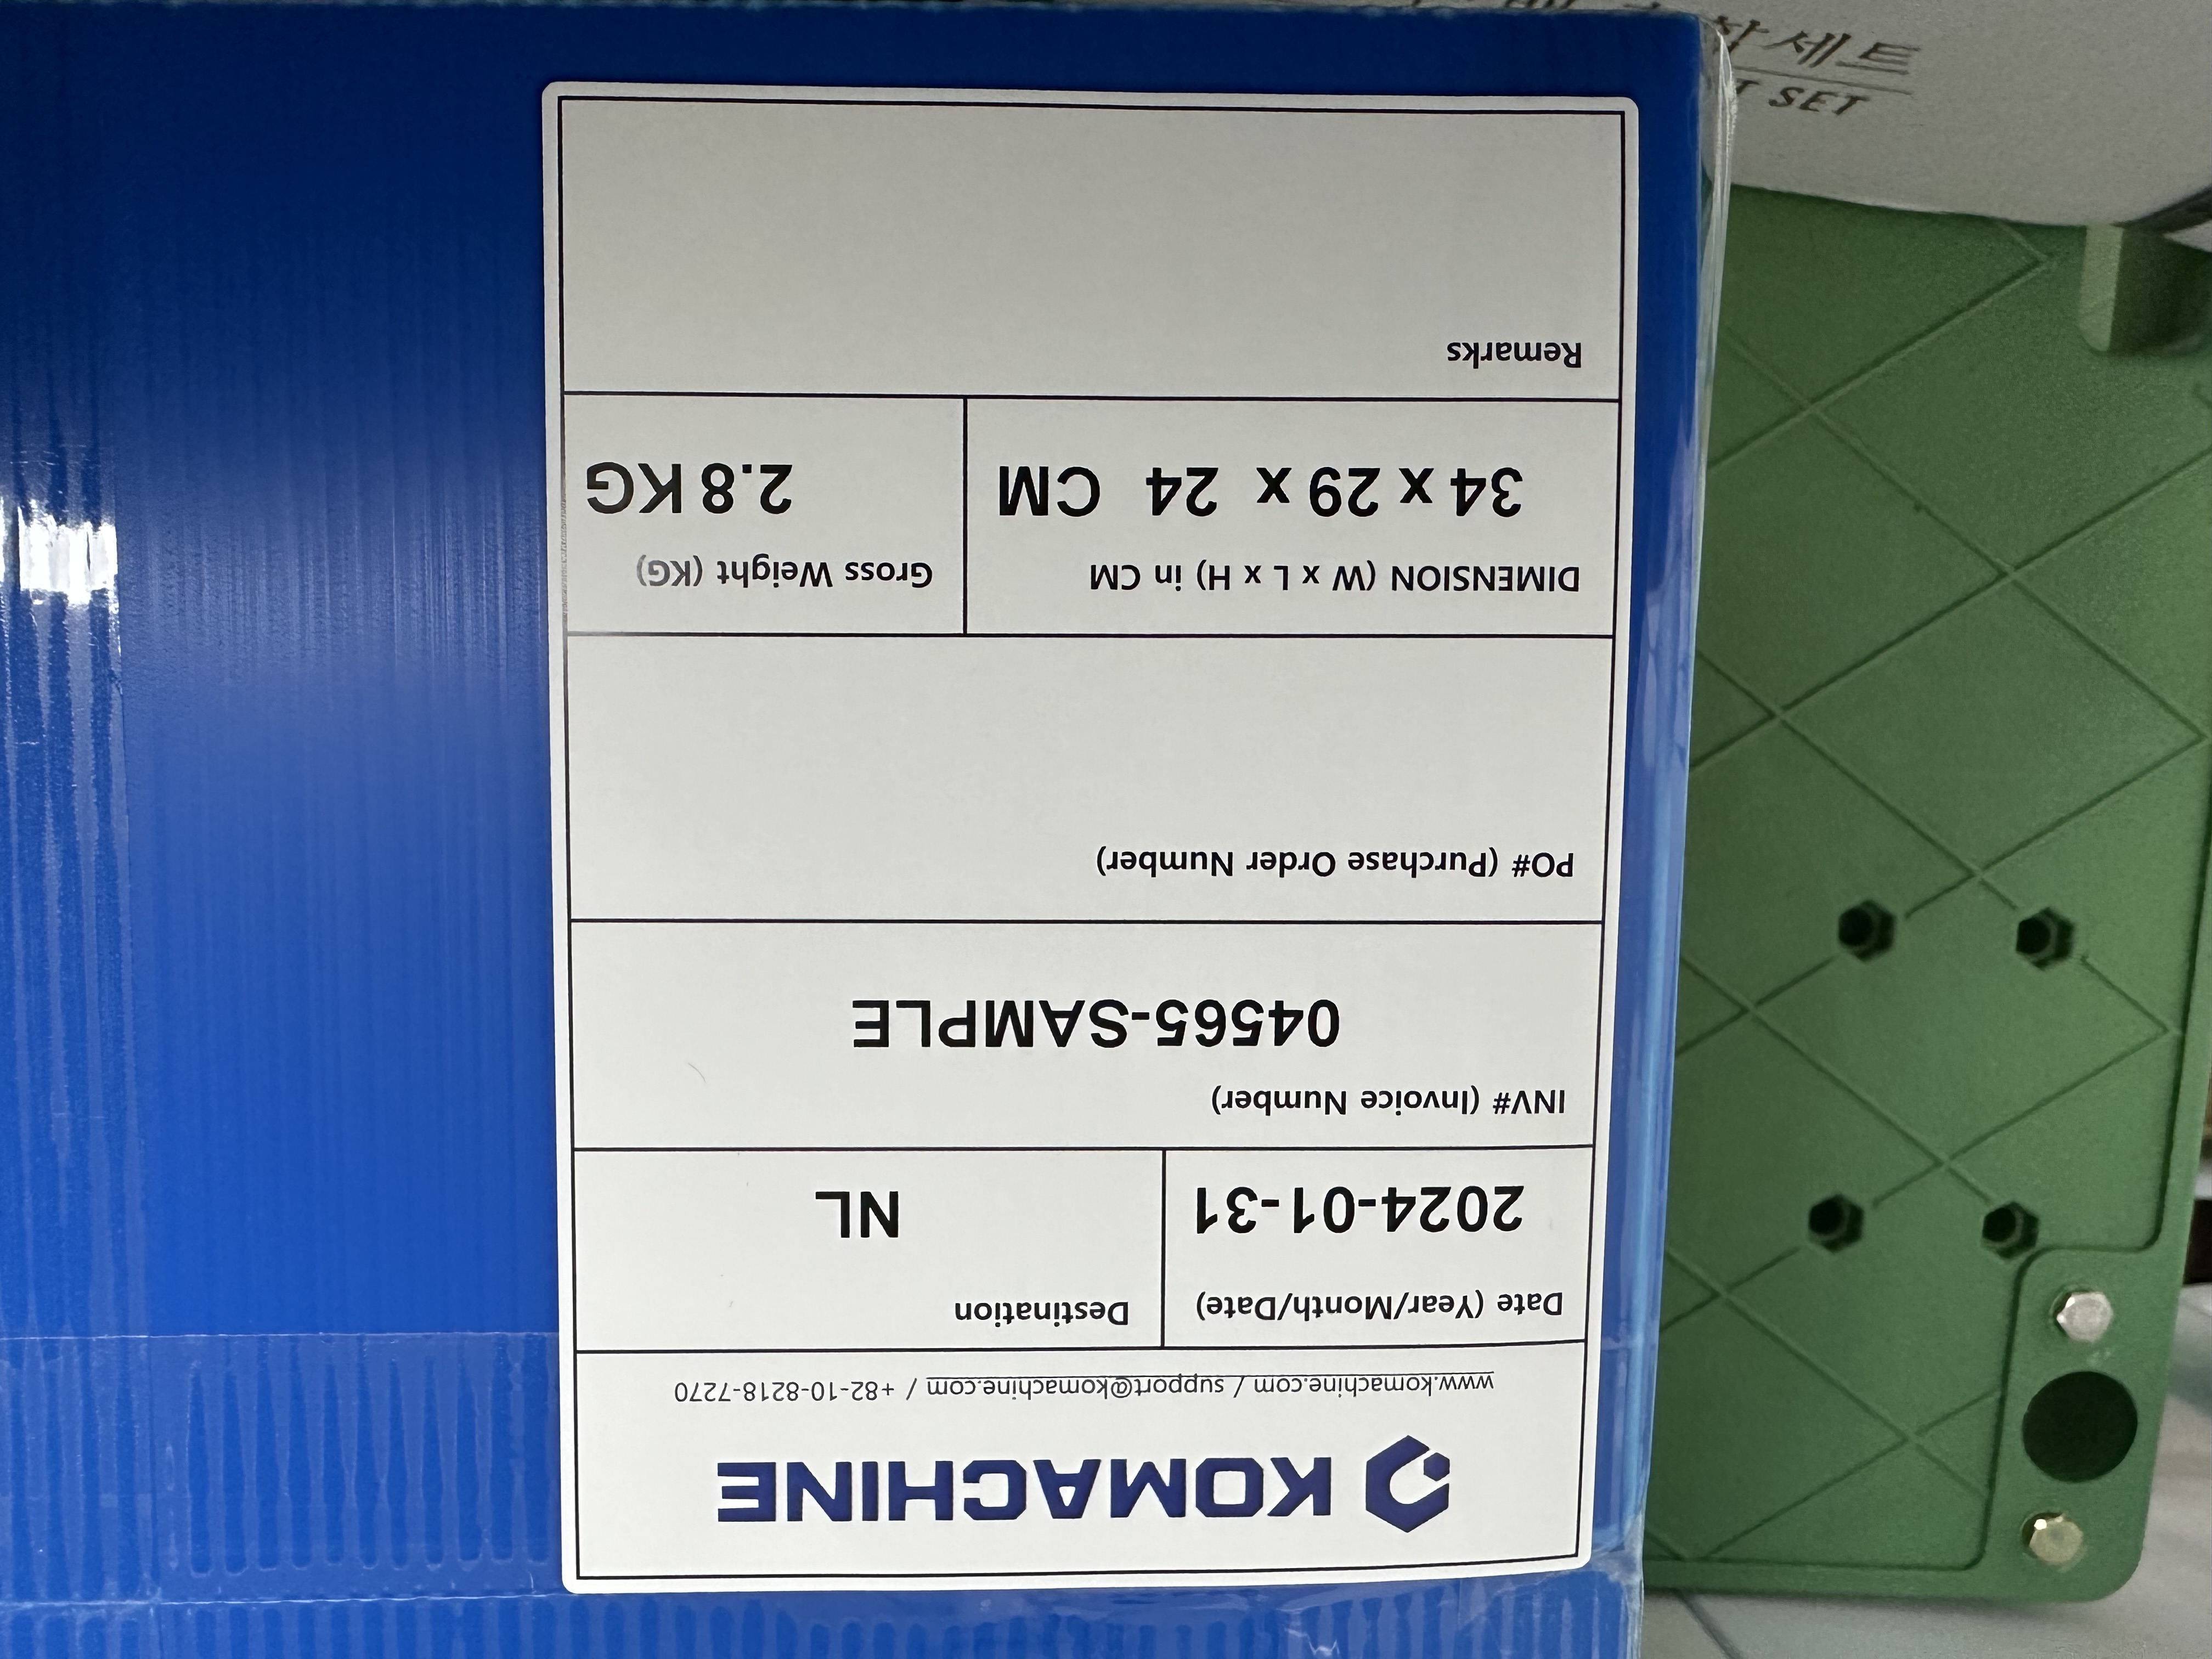 KOMACHINE
www.komachine.com / support@komachine.com / +82-10-8218-7270
Date (Year/Month/Date)
2024-01-31
Destination
NL
INV# (Invoice Number)
04565-SAMPLE
PO# (Purchase Order Number)
DIMENSION (W x L x H) in CM
34 x 29 x 24 CM
Gross Weight (KG)
2.8 KG
Remarks
세트
SET